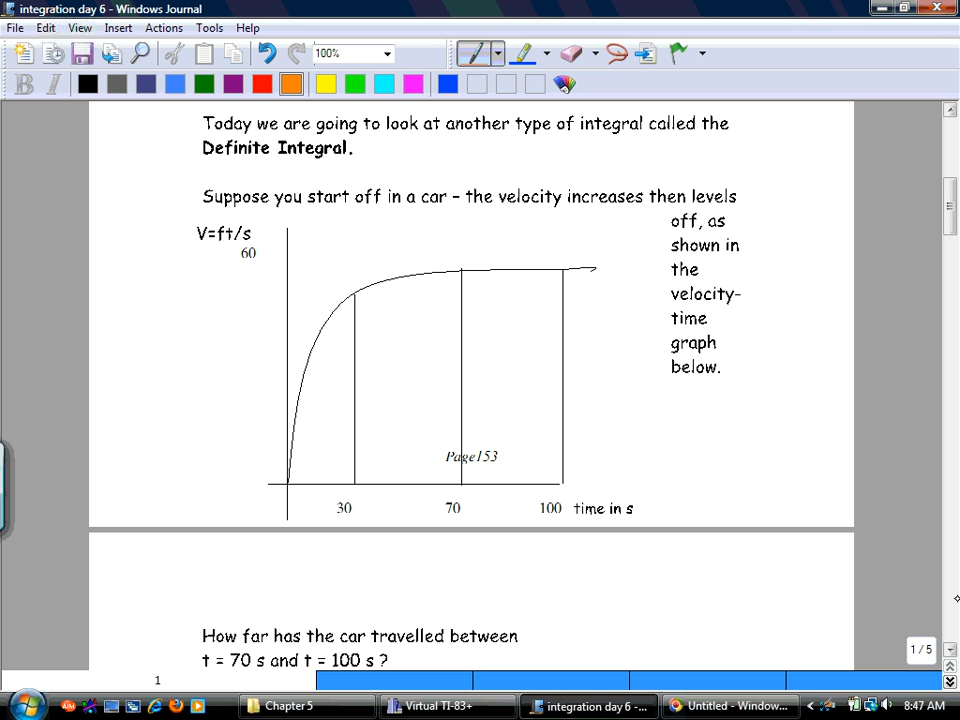 integration day 6 - Windows Journal
File Edit View Insert Actions Tools Help
100%
B I
Today we are going to look at another type of integral called the
Definite Integral.
Suppose you start off in a car – the velocity increases then levels
off, as
shown in
the
velocity-
time
graph
below.
V=ft/s
60
Page153
30 70 100 time in s
How far has the car travelled between
t = 70 s and t = 100 s ?
1 / 5
1
Chapter 5 Virtual TI-83+ integration day 6 -... Untitled - Window... 8:47 AM